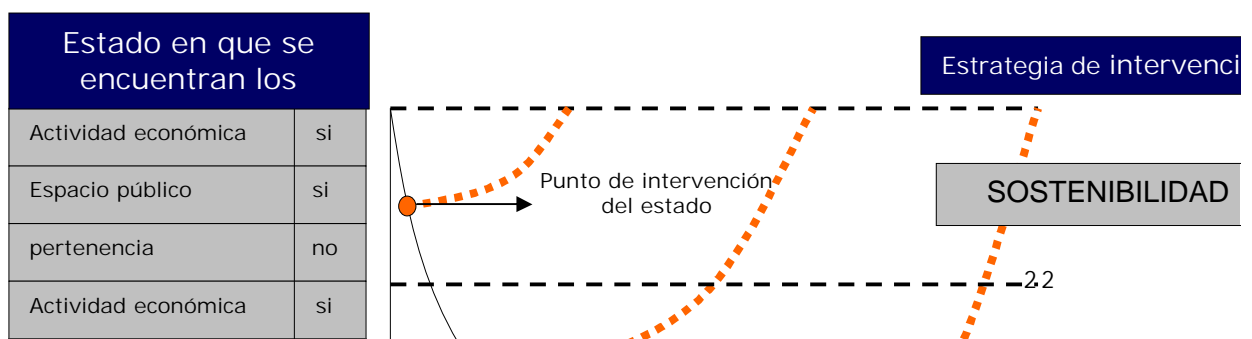 Estado en que se
encuentran los
Actividad económica si
Espacio público si
pertenencia no
Actividad económica si
Punto de intervención
del estado
Estrategia de intervenci
SOSTENIBILIDAD
2.2